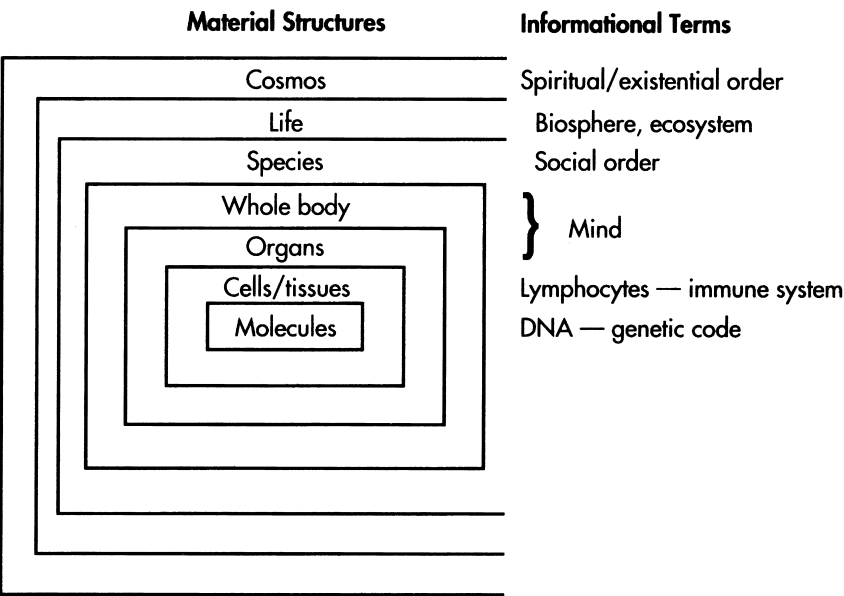 Material Structures Informational Terms
Cosmos Spiritual/existential order
Life Biosphere, ecosystem
Species Social order
Whole body
} Mind
Organs
Cells/tissues Lymphocytes — immune system
Molecules DNA — genetic code